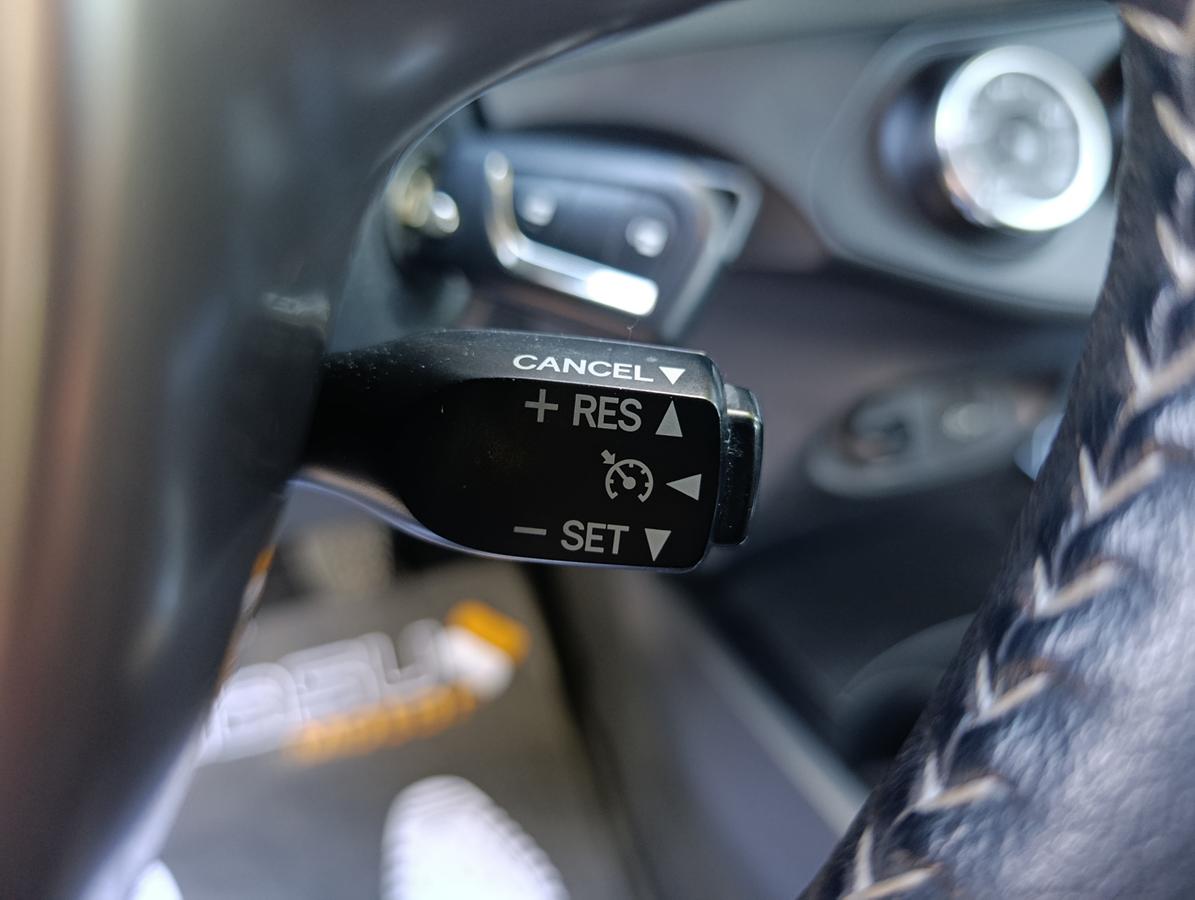 CANCEL▼
+ RES ▲
◀
− SET ▼